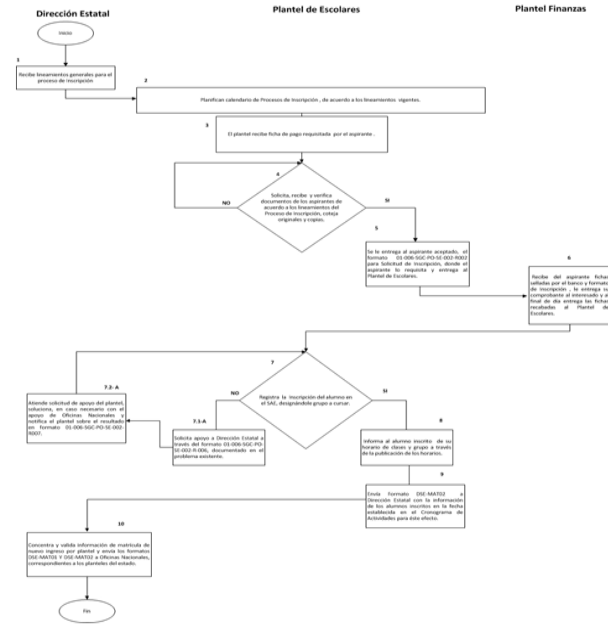 Dirección Estatal
Plantel de Escolares
Plantel Finanzas
Inicio
1
Recibe lineamientos generales para el
proceso de inscripción
2
Planifican calendario de Procesos de Inscripción, de acuerdo a los lineamientos vigentes.
3
El plantel recibe ficha de pago requisitada por el aspirante.
4
Solicita, recibe y verifica
documentos de los aspirantes de
acuerdo a los lineamientos del
Proceso de Inscripción, coteja
originales y copias.
NO
SI
5
Se le entrega al aspirante aceptado, el
formato 01-006-SGC-PO-SE-002-R002
para Solicitud de Inscripción, donde el
aspirante lo requisita y entrega al
Plantel de Escolares.
6
Recibe del aspirante fichas
selladas por el banco y formato
de inscripción, le entrega su
comprobante al interesado y al
final de día entrega las fichas
recabadas al Plantel de
Escolares.
7
Registra la inscripción del alumno en
el SAC, designándole grupo a cursar.
NO
SI
7.2- A
Atiende solicitud de apoyo del plantel,
soluciona, en caso necesario con el
apoyo de Oficinas Nacionales y
notifica al plantel sobre el resultado
en formato 01-006-SGC-PO-SE-002-
R007.
7.1-A
Solicita apoyo a Dirección Estatal a
través del formato 01-006-SGC-PO-
SE-002-R-006, documentado en el
problema existente.
8
Informa al alumno inscrito de su
horario de clases y grupo a través
de la publicación de los horarios.
9
Envía Formato DSE-MAT02 a
Dirección Estatal con la información
de los alumnos inscritos en la fecha
establecida en el Cronograma de
Actividades para éste efecto.
10
Concentra y valida información de matrícula de
nuevo ingreso por plantel y envía los formatos
DSE-MAT01 Y DSE-MAT02 a Oficinas Nacionales,
correspondientes a los planteles del estado.
Fin